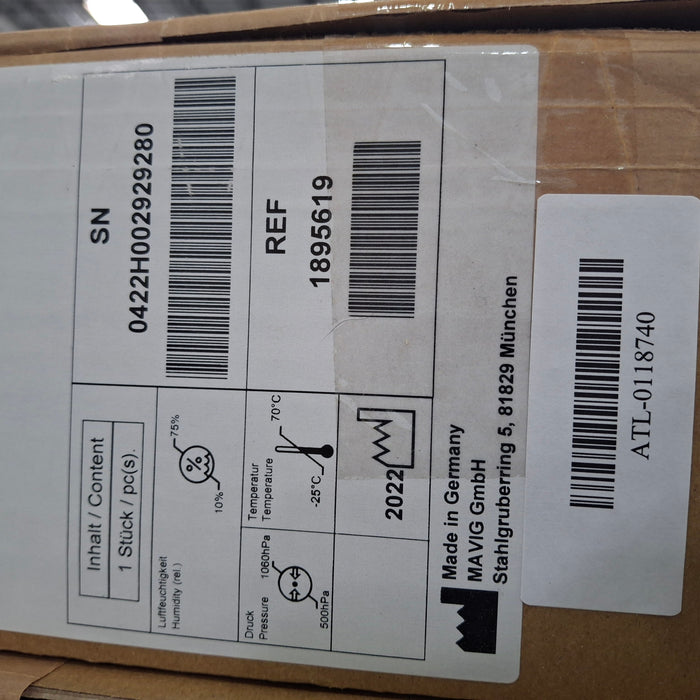 Inhalt / Content
1 Stück / pc(s).
SN
0422H002929280
Luftfeuchtigkeit
Humidity (rel.)
10%
75%
%
REF
1895619
Druck
Pressure
500hPa
1060hPa
Temperatur
Temperature
-25°C
70°C
2022
Made in Germany
MAVIG GmbH
Stahlgruberring 5, 81829 München
ATL-0118740